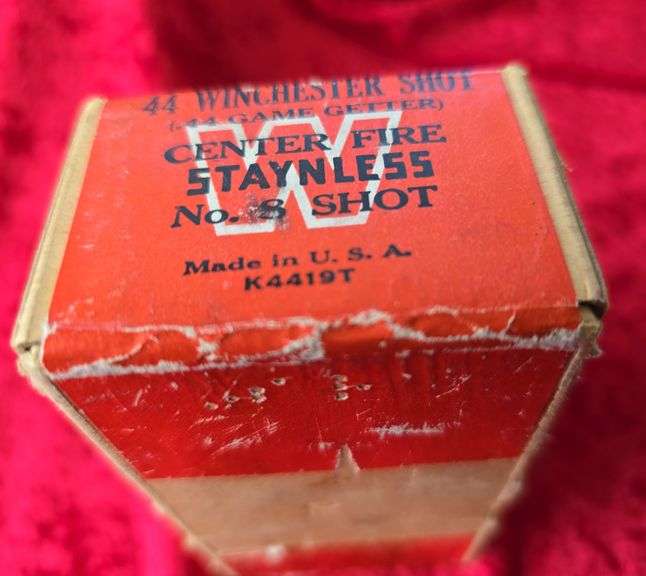 44 WINCHESTER SHOT
(.44 GAME GETTER)
CENTER FIRE
STAYNLESS
No. 8 SHOT
Made in U. S. A.
K4419T
W